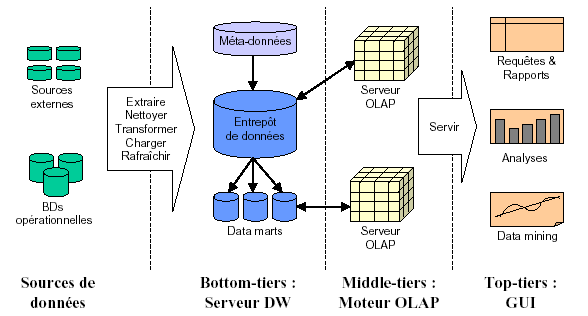 Méta-données
Sources
externes
BDs
opérationnelles
Extraire
Nettoyer
Transformer
Charger
Rafraîchir
Entrepôt
de données
Data marts
Serveur
OLAP
Serveur
OLAP
Servir
Requêtes &
Rapports
Analyses
Data mining
Sources de
données
Bottom-tiers :
Serveur DW
Middle-tiers :
Moteur OLAP
Top-tiers :
GUI